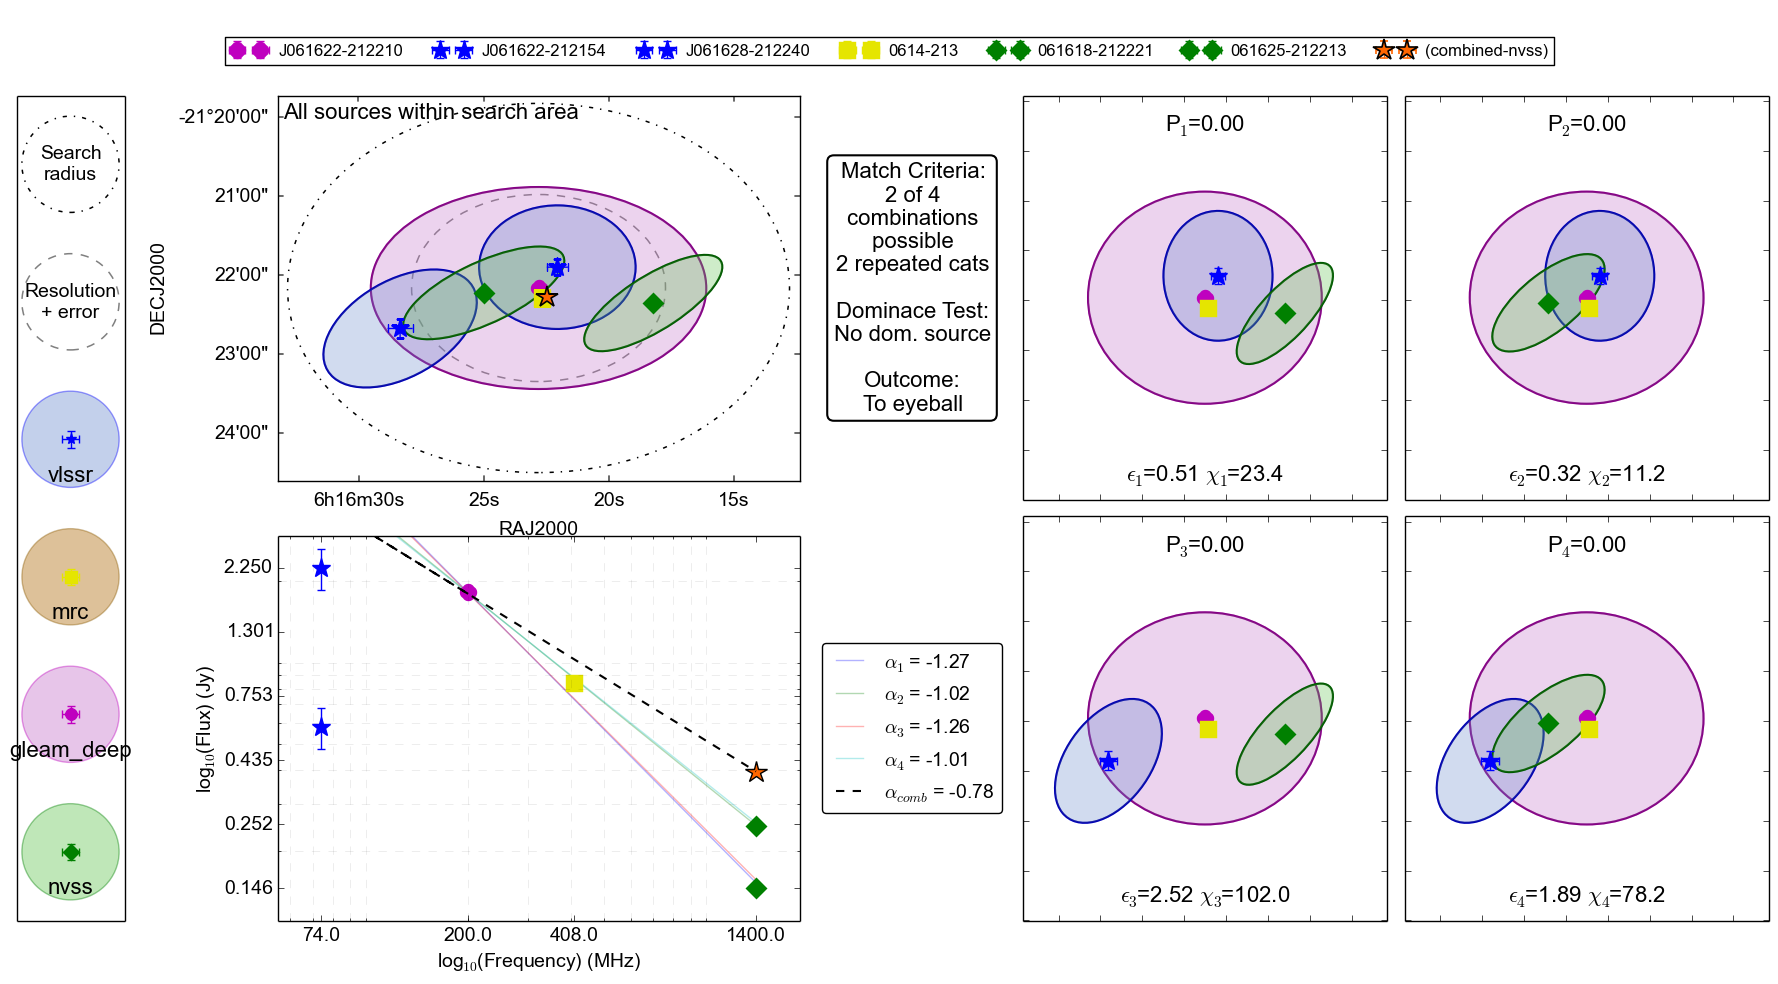 J061622-212210 J061622-212154 J061628-212240 0614-213 061618-212221 061625-212213 (combined-nvss)
Search
radius
Resolution
+ error
vlssr
mrc
gleam_deep
nvss
All sources within search area
DECJ2000
-21°20'00"
21'00"
22'00"
23'00"
24'00"
6h16m30s 25s 20s 15s
RAJ2000
Match Criteria:
2 of 4
combinations
possible
2 repeated cats
Dominace Test:
No dom. source
Outcome:
To eyeball
P1=0.00
ϵ1=0.51 χ1=23.4
P2=0.00
ϵ2=0.32 χ2=11.2
log10(Flux) (Jy)
2.250
1.301
0.753
0.435
0.252
0.146
74.0 200.0 408.0 1400.0
log10(Frequency) (MHz)
α1 = -1.27
α2 = -1.02
α3 = -1.26
α4 = -1.01
αcomb = -0.78
P3=0.00
ϵ3=2.52 χ3=102.0
P4=0.00
ϵ4=1.89 χ4=78.2